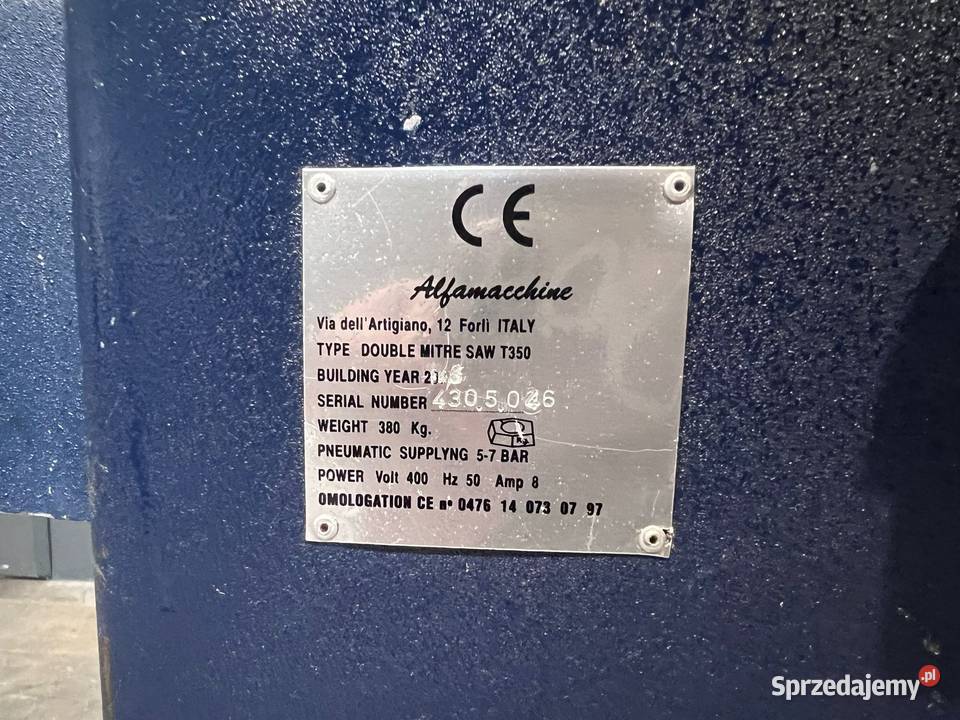 CE
Alfamacchine
Via dell'Artigiano, 12 Forlì ITALY
TYPE DOUBLE MITRE SAW T350
BUILDING YEAR
SERIAL NUMBER
WEIGHT 380 Kg.
PNEUMATIC SUPPLYNG 5-7 BAR
POWER Volt 400 Hz 50 Amp 8
OMOLOGATION CE n° 0476 14 073 07 97
Sprzedajemy.pl